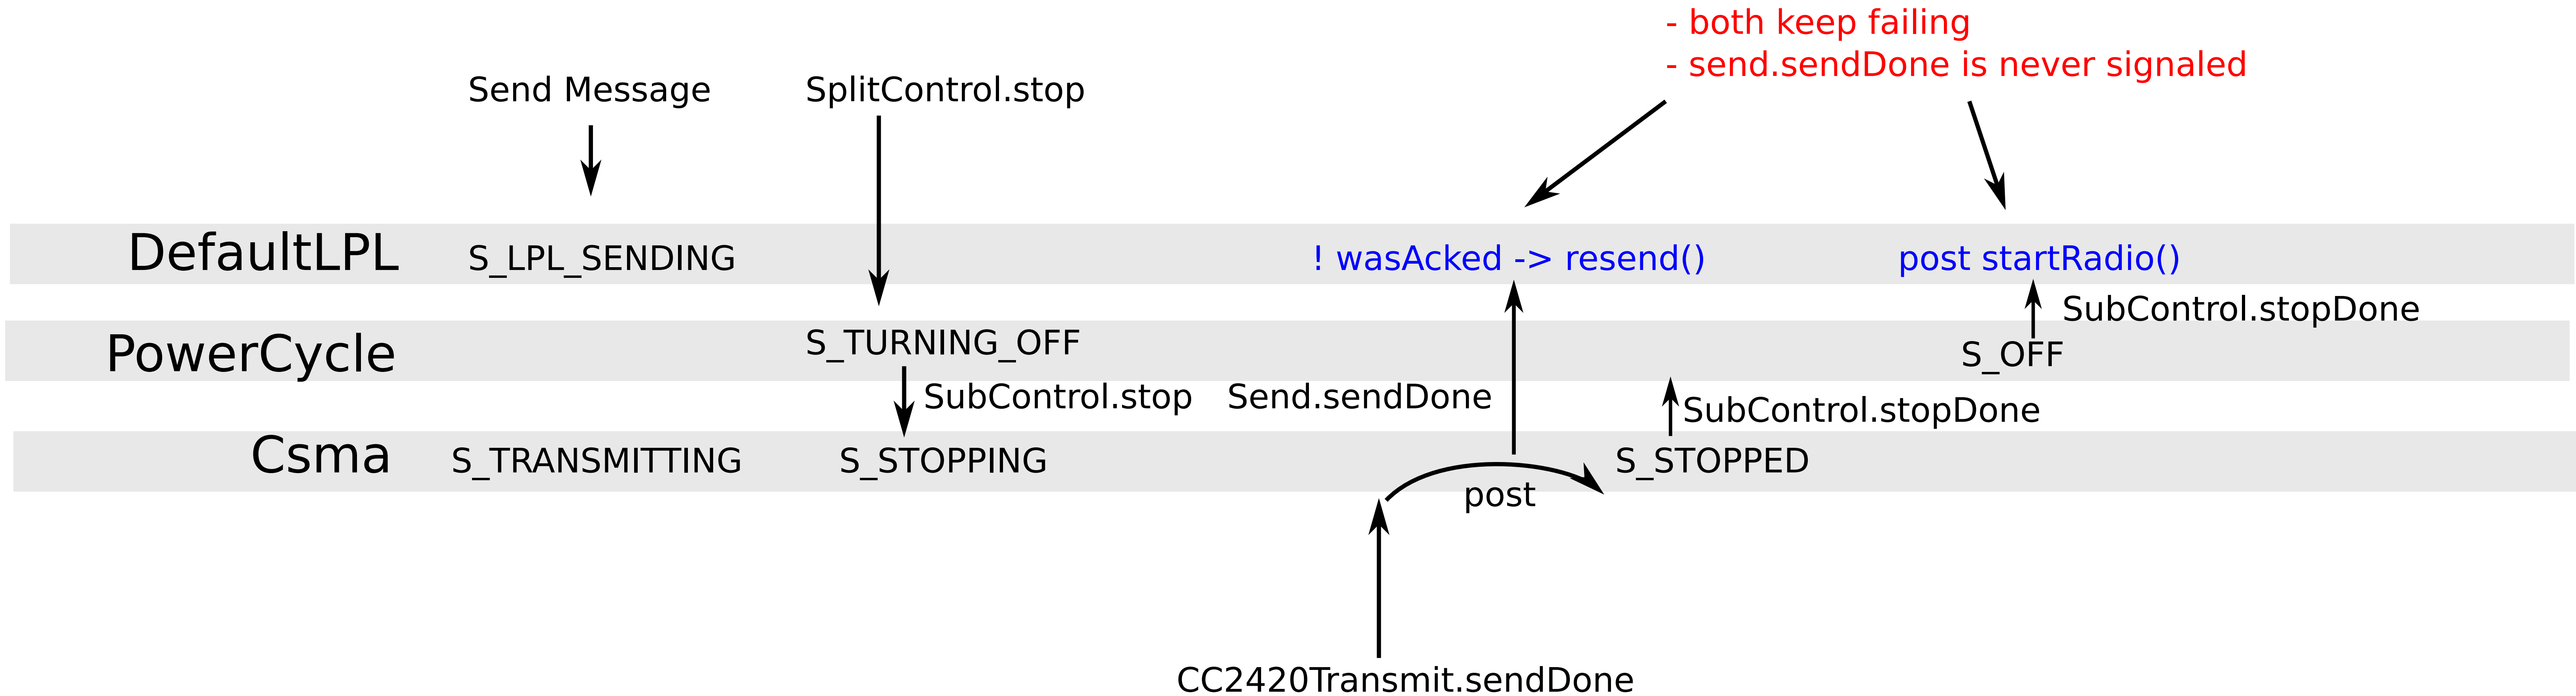 - both keep failing
- send.sendDone is never signaled
Send Message
SplitControl.stop
DefaultLPL
S_LPL_SENDING
! wasAcked -> resend()
post startRadio()
SubControl.stopDone
PowerCycle
S_TURNING_OFF
S_OFF
SubControl.stop
Send.sendDone
SubControl.stopDone
Csma
S_TRANSMITTING
S_STOPPING
S_STOPPED
post
CC2420Transmit.sendDone